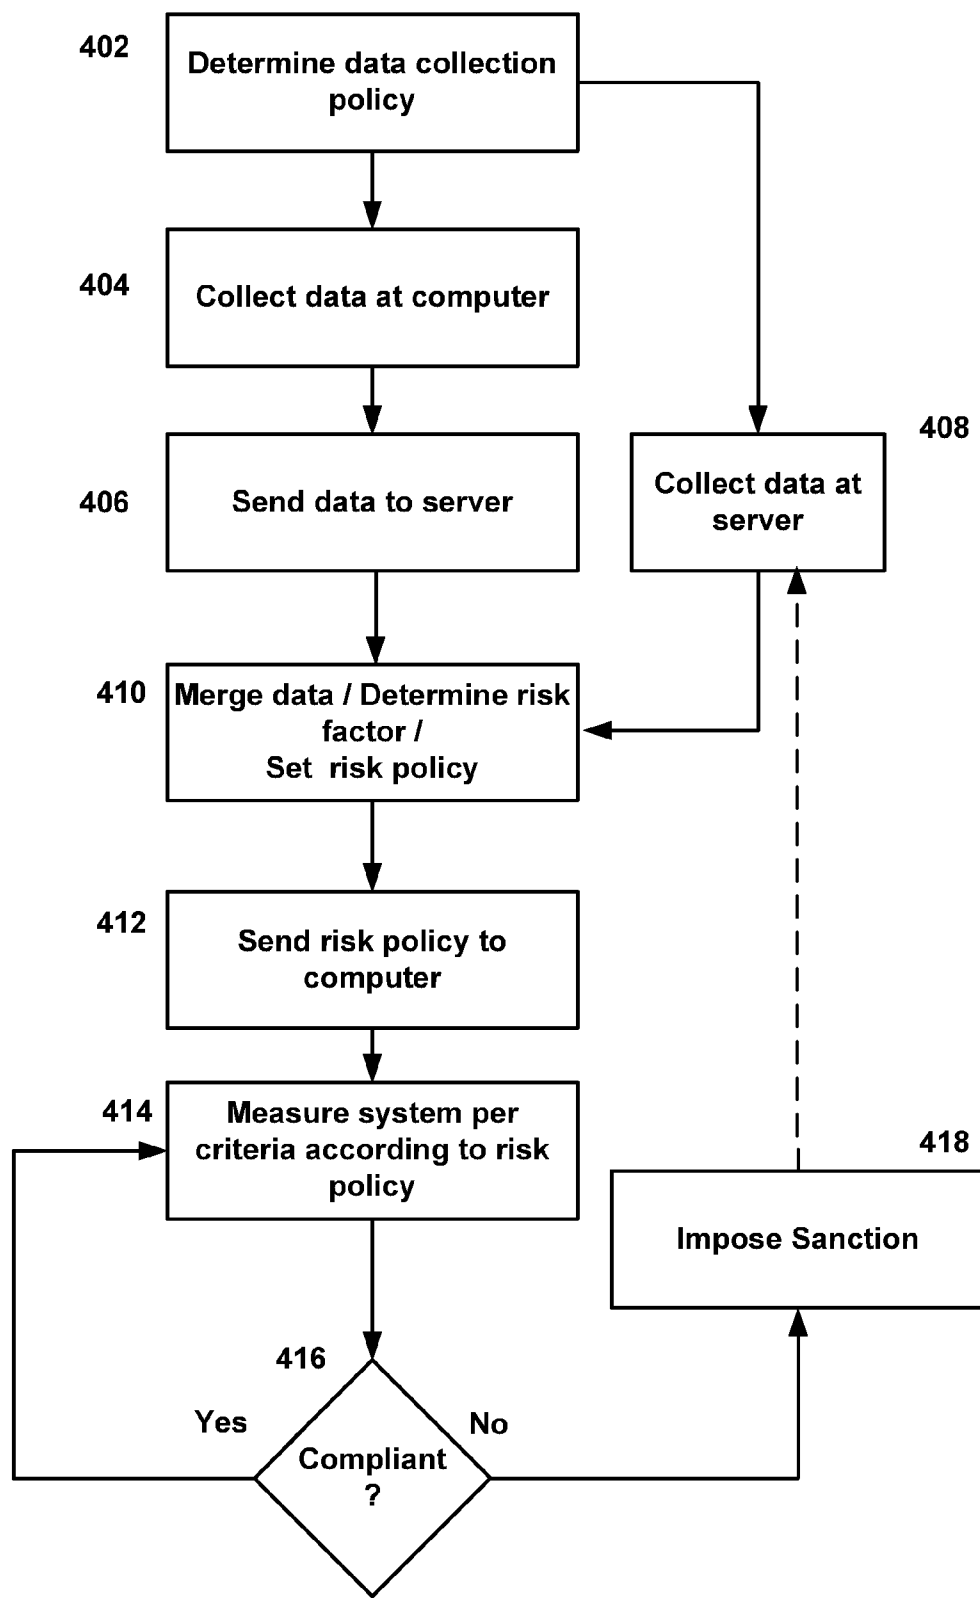 402
Determine data collection
policy
404
Collect data at computer
406
Send data to server
408
Collect data at
server
410
Merge data / Determine risk
factor /
Set risk policy
412
Send risk policy to
computer
414
Measure system per
criteria according to risk
policy
418
Impose Sanction
416
Yes
No
Compliant
?